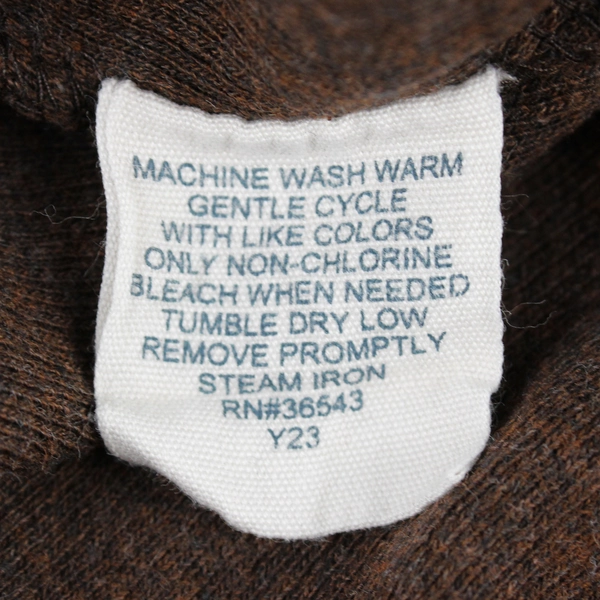 MACHINE WASH WARM
GENTLE CYCLE
WITH LIKE COLORS
ONLY NON-CHLORINE
BLEACH WHEN NEEDED
TUMBLE DRY LOW
REMOVE PROMPTLY
STEAM IRON
RN#36543
Y23